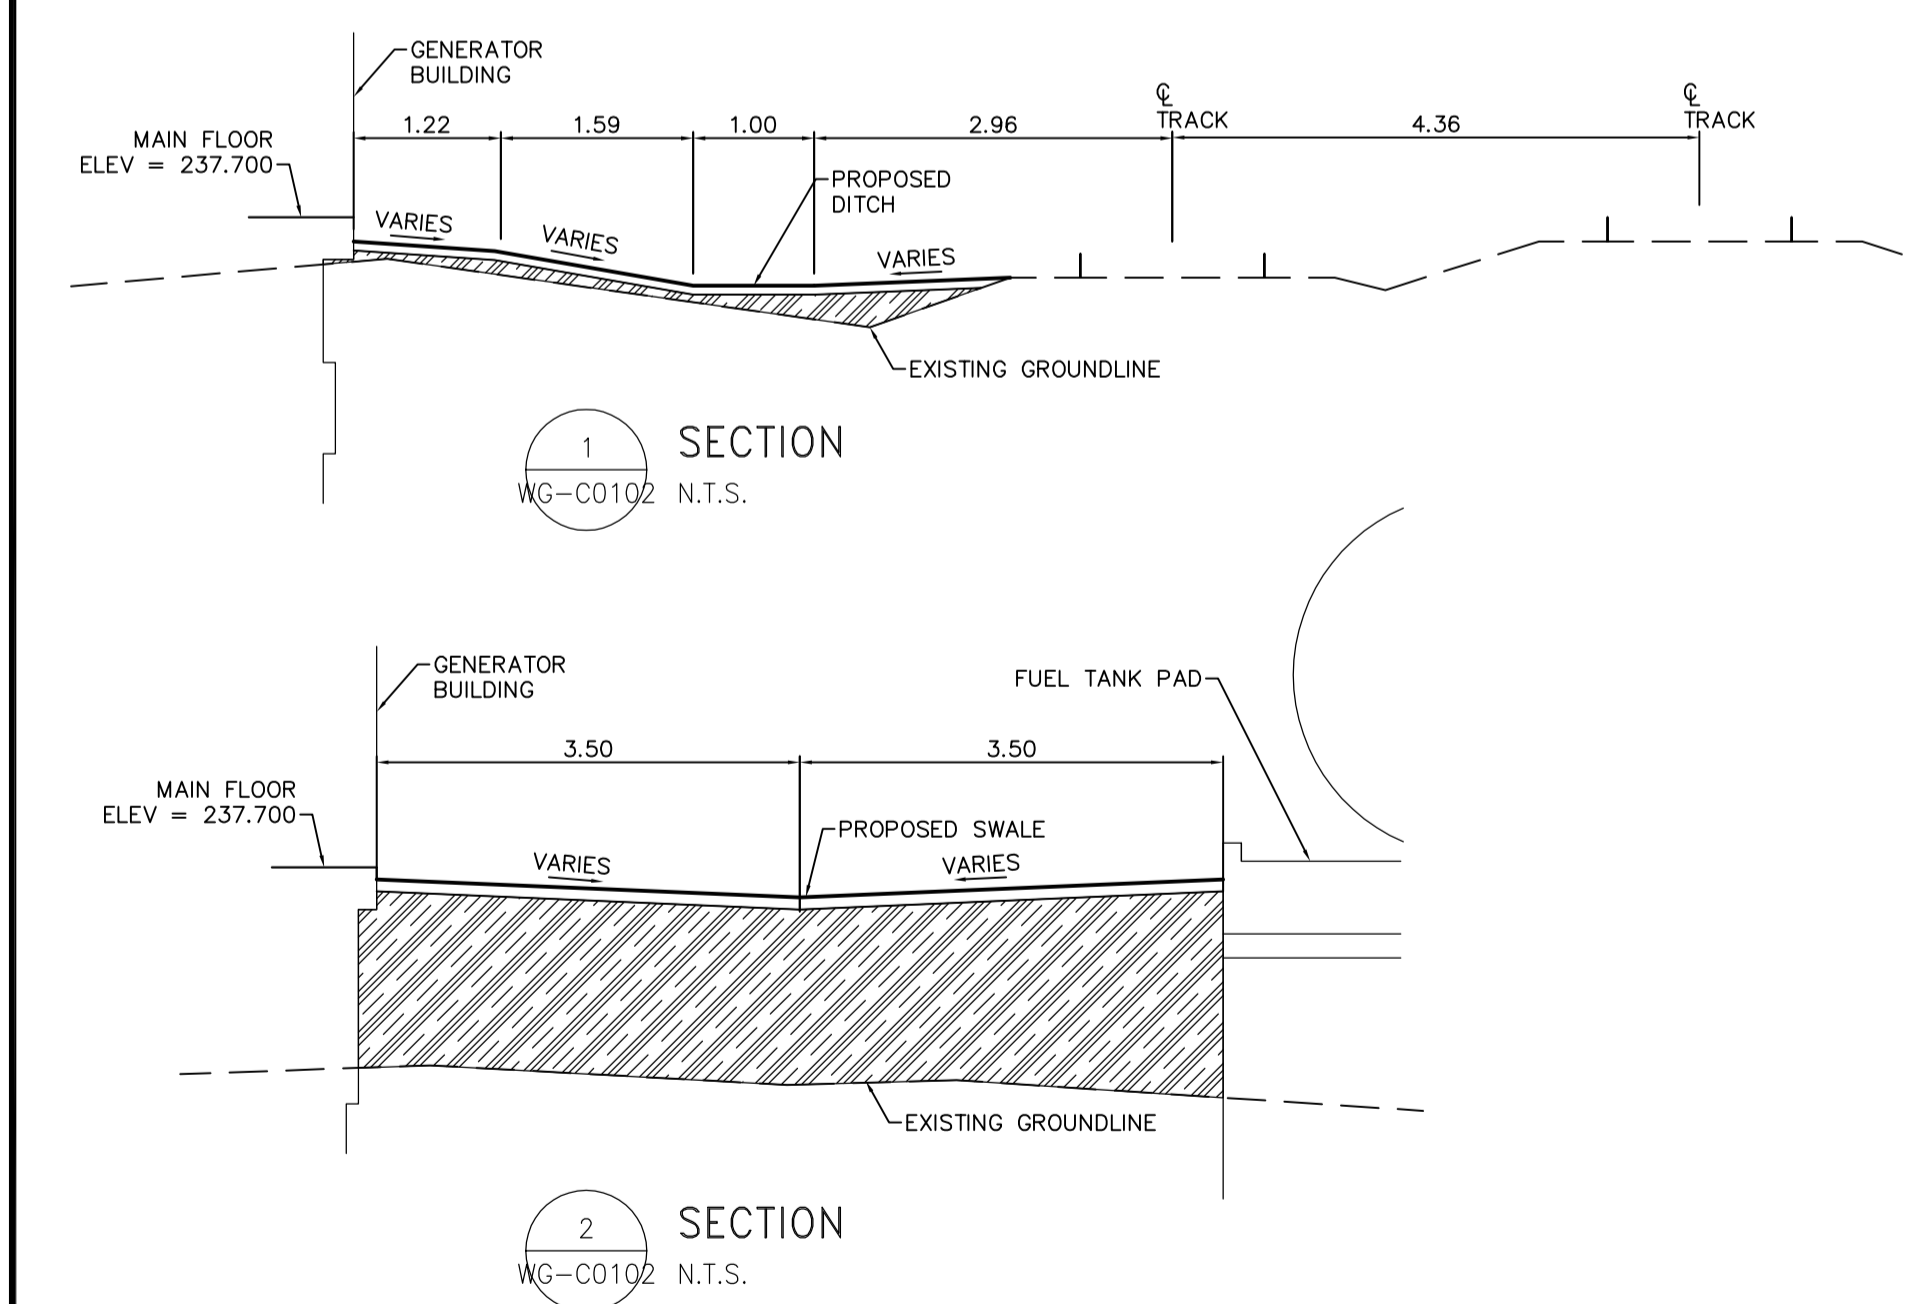 GENERATOR
BUILDING
℄
TRACK
℄
TRACK
MAIN FLOOR
ELEV = 237.700
1.22
1.59
1.00
2.96
4.36
PROPOSED
DITCH
VARIES
VARIES
VARIES
EXISTING GROUNDLINE
1
WG-C0102
SECTION
N.T.S.
GENERATOR
BUILDING
FUEL TANK PAD
3.50
3.50
MAIN FLOOR
ELEV = 237.700
PROPOSED SWALE
VARIES
VARIES
EXISTING GROUNDLINE
2
WG-C0102
SECTION
N.T.S.